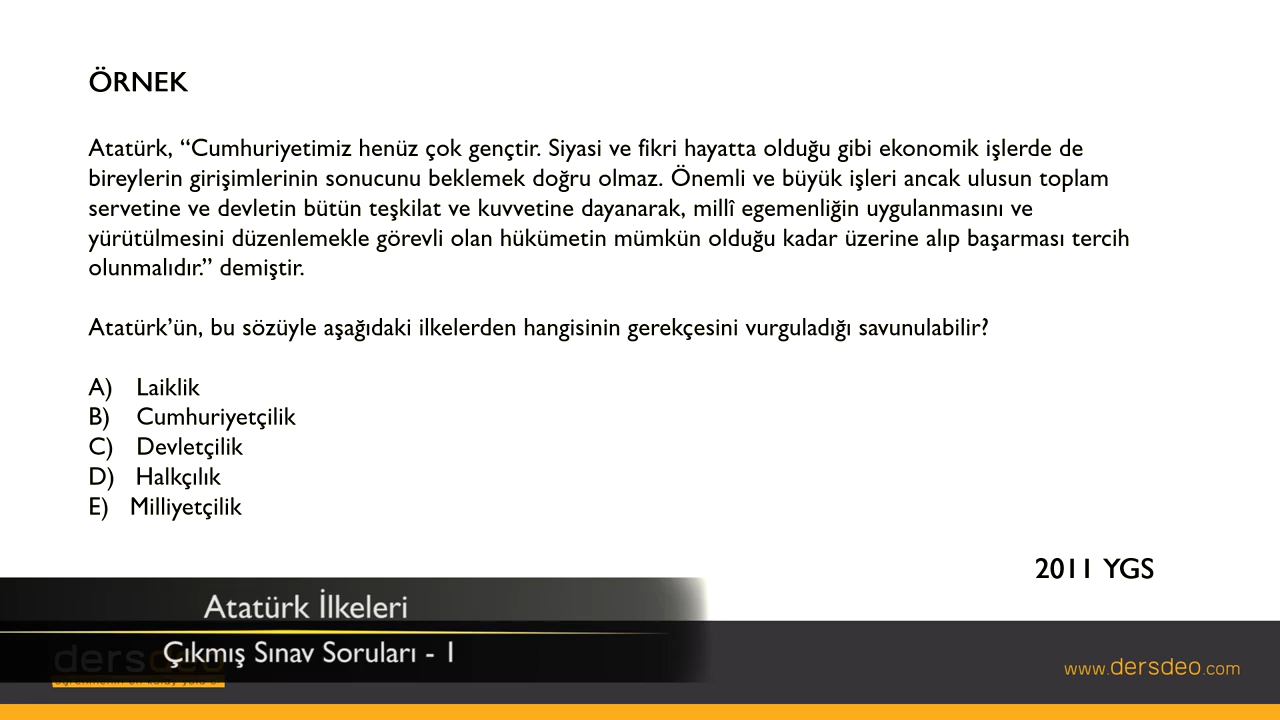 ÖRNEK
Atatürk, “Cumhuriyetimiz henüz çok gençtir. Siyasi ve fikri hayatta olduğu gibi ekonomik işlerde de
bireylerin girişimlerinin sonucunu beklemek doğru olmaz. Önemli ve büyük işleri ancak ulusun toplam
servetine ve devletin bütün teşkilat ve kuvvetine dayanarak, millî egemenliğin uygulanmasını ve
yürütülmesini düzenlemekle görevli olan hükümetin mümkün olduğu kadar üzerine alıp başarması tercih
olunmalıdır.” demiştir.
Atatürk’ün, bu sözüyle aşağıdaki ilkelerden hangisinin gerekçesini vurguladığı savunulabilir?
A) Laiklik
B) Cumhuriyetçilik
C) Devletçilik
D) Halkçılık
E) Milliyetçilik
2011 YGS
Atatürk İlkeleri
Çıkmış Sınav Soruları - 1
dersdeo
www.dersdeo.com